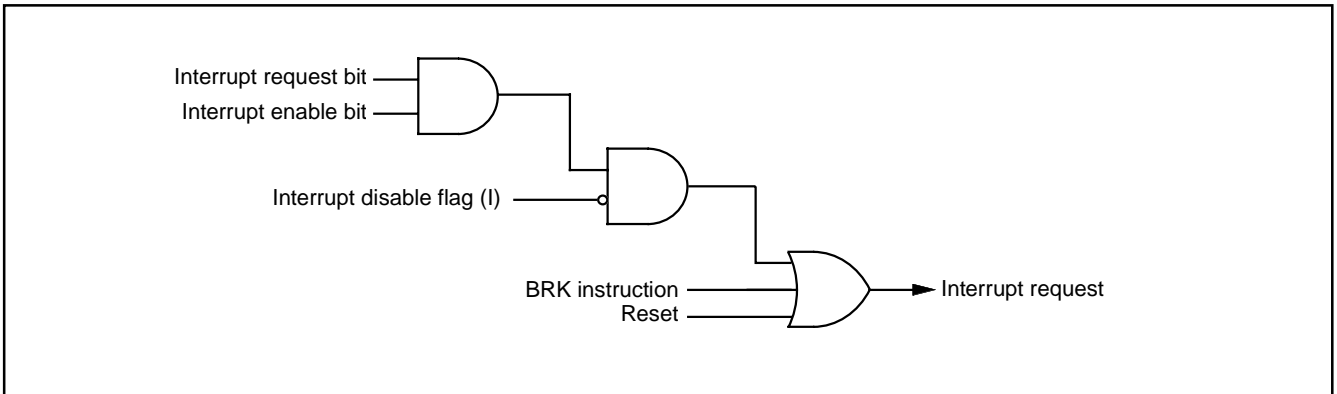 Interrupt request bit
Interrupt enable bit
Interrupt disable flag (I)
BRK instruction
Reset
Interrupt request